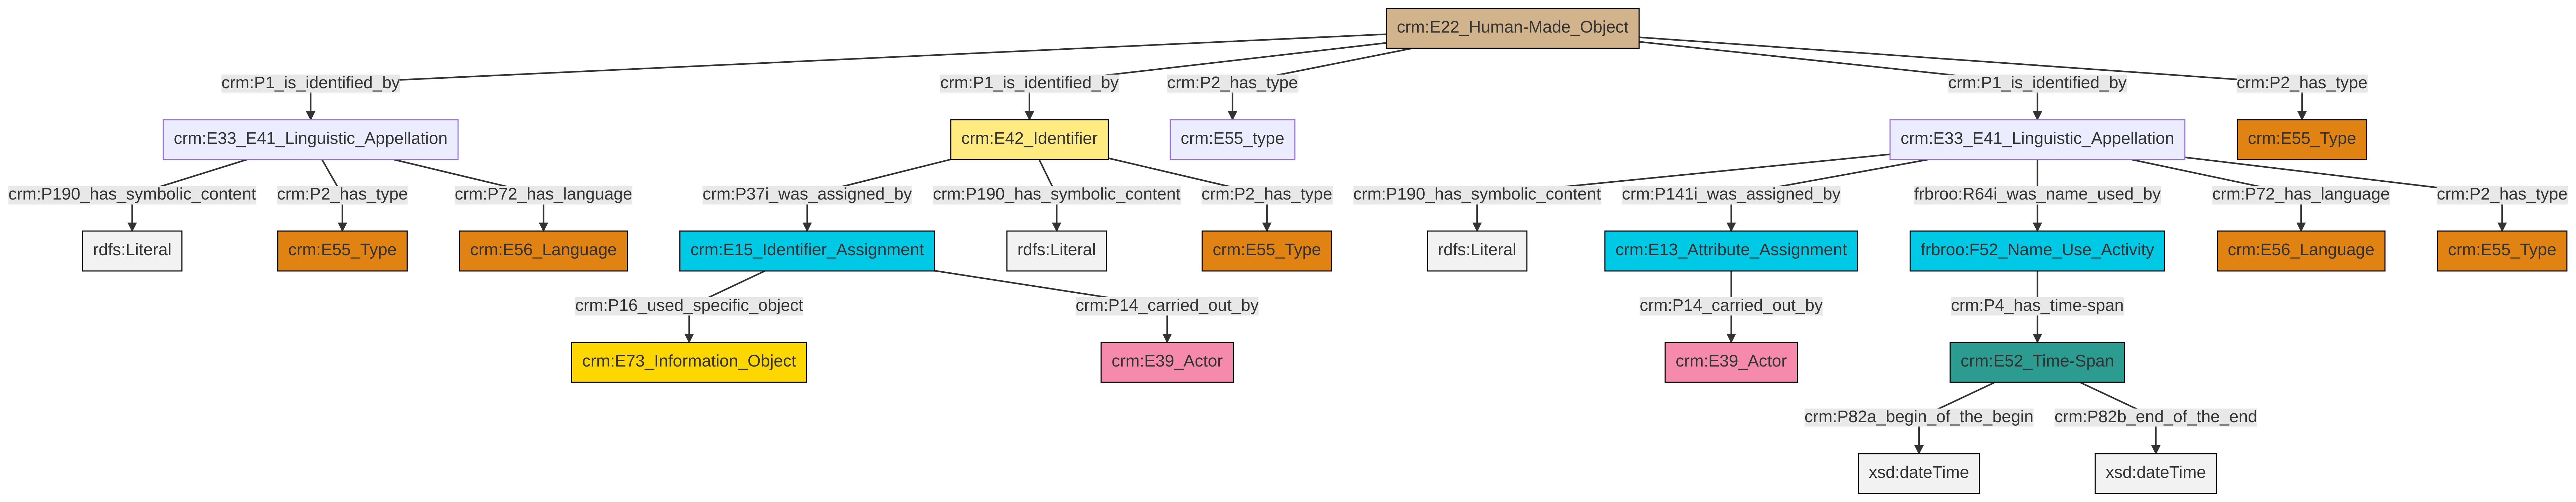 crm:E22_Human-Made_Object
crm:P1_is_identified_by
crm:P1_is_identified_by
crm:P2_has_type
crm:P1_is_identified_by
crm:P2_has_type
crm:E33_E41_Linguistic_Appellation
crm:E42_Identifier
crm:E55_type
crm:E33_E41_Linguistic_Appellation
crm:E55_Type
crm:P190_has_symbolic_content
crm:P2_has_type
crm:P72_has_language
crm:P37i_was_assigned_by
crm:P190_has_symbolic_content
crm:P2_has_type
crm:P190_has_symbolic_content
crm:P141i_was_assigned_by
frbroo:R64i_was_name_used_by
crm:P72_has_language
crm:P2_has_type
rdfs:Literal
crm:E55_Type
crm:E56_Language
crm:E15_Identifier_Assignment
rdfs:Literal
crm:E55_Type
rdfs:Literal
crm:E13_Attribute_Assignment
frbroo:F52_Name_Use_Activity
crm:E56_Language
crm:E55_Type
crm:P16_used_specific_object
crm:P14_carried_out_by
crm:P14_carried_out_by
crm:P4_has_time-span
crm:E73_Information_Object
crm:E39_Actor
crm:E39_Actor
crm:E52_Time-Span
crm:P82a_begin_of_the_begin
crm:P82b_end_of_the_end
xsd:dateTime
xsd:dateTime